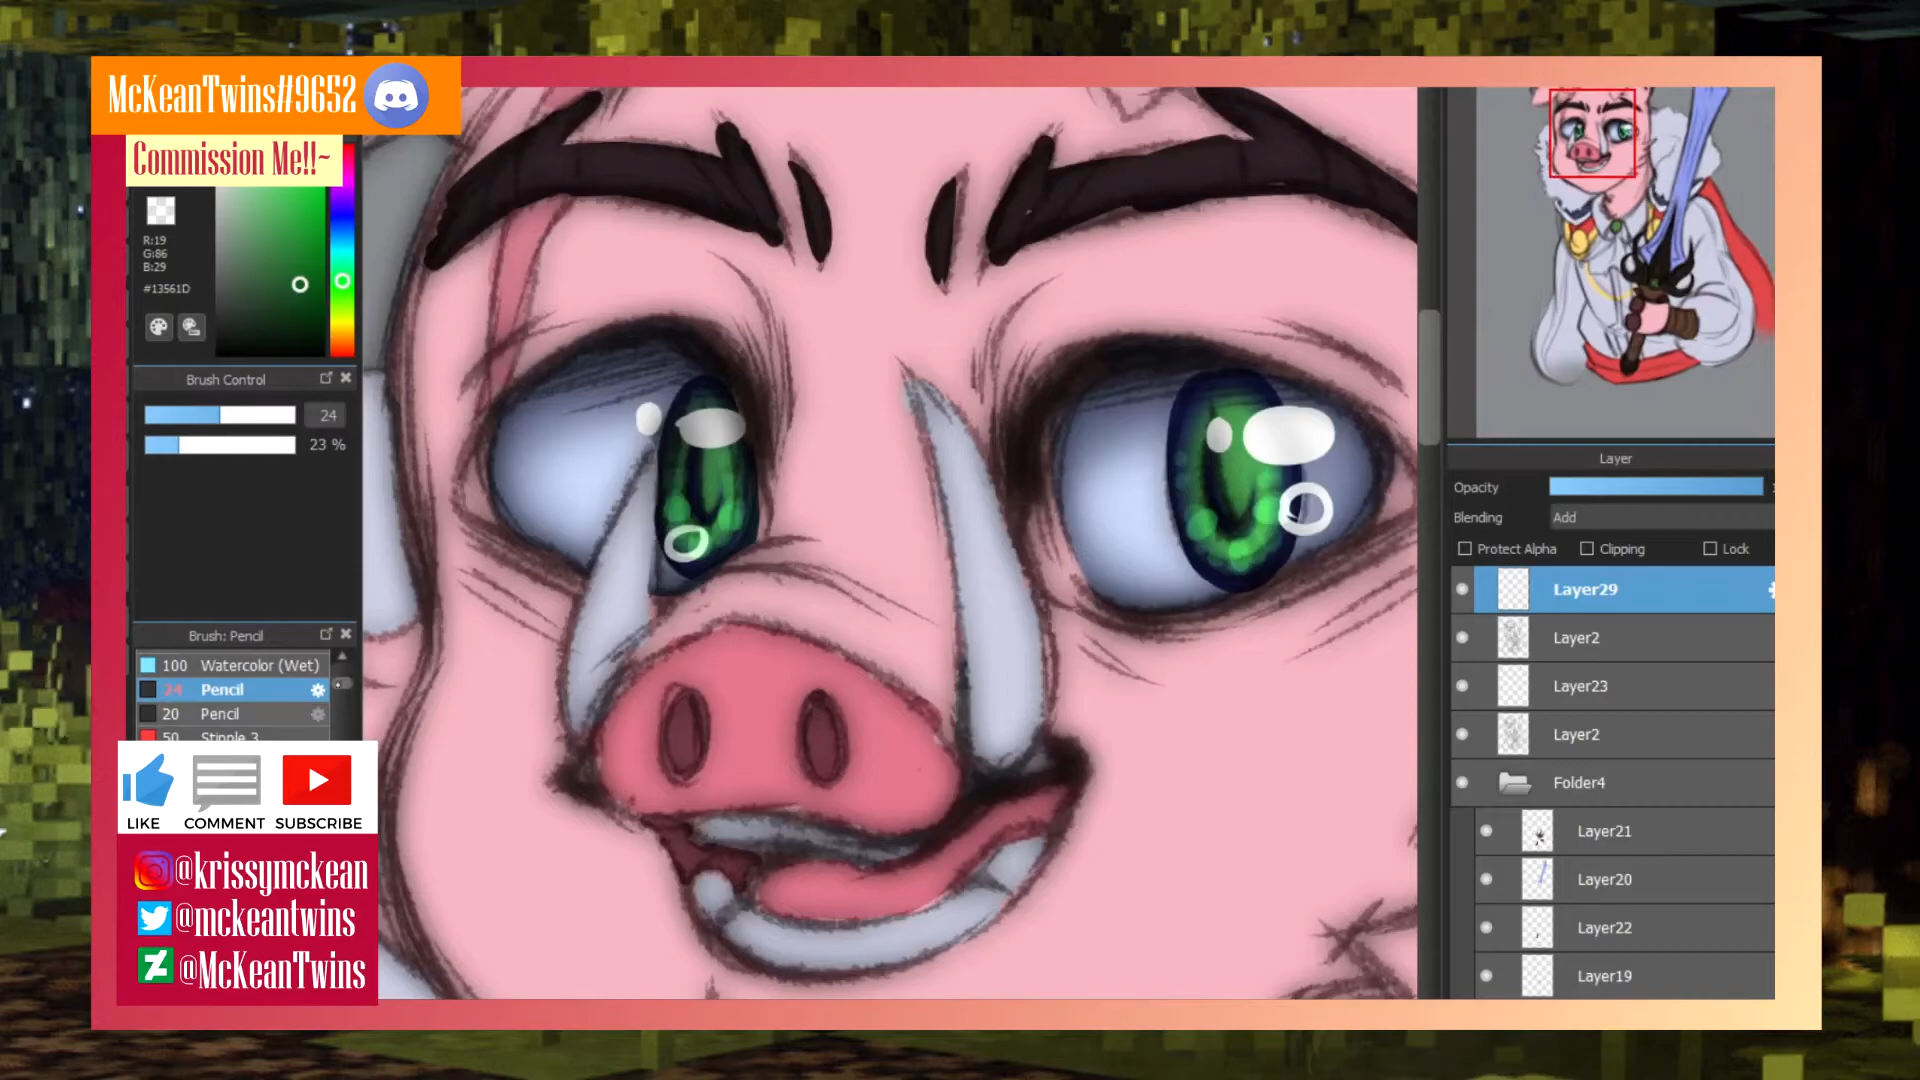 McKeanTwins#9652
Commission Me!!~
R:19
G:86
B:29
#13561D
Brush Control
24
23 %
Brush: Pencil
100 Watercolor (Wet)
24 Pencil
20 Pencil
50 Stipple 3
LIKE COMMENT SUBSCRIBE
@krissymckean
@mckeantwins
@McKeanTwins
Layer
Opacity
Blending Add
Protect Alpha Clipping Lock
Layer29
Layer2
Layer23
Layer2
Folder4
Layer21
Layer20
Layer22
Layer19